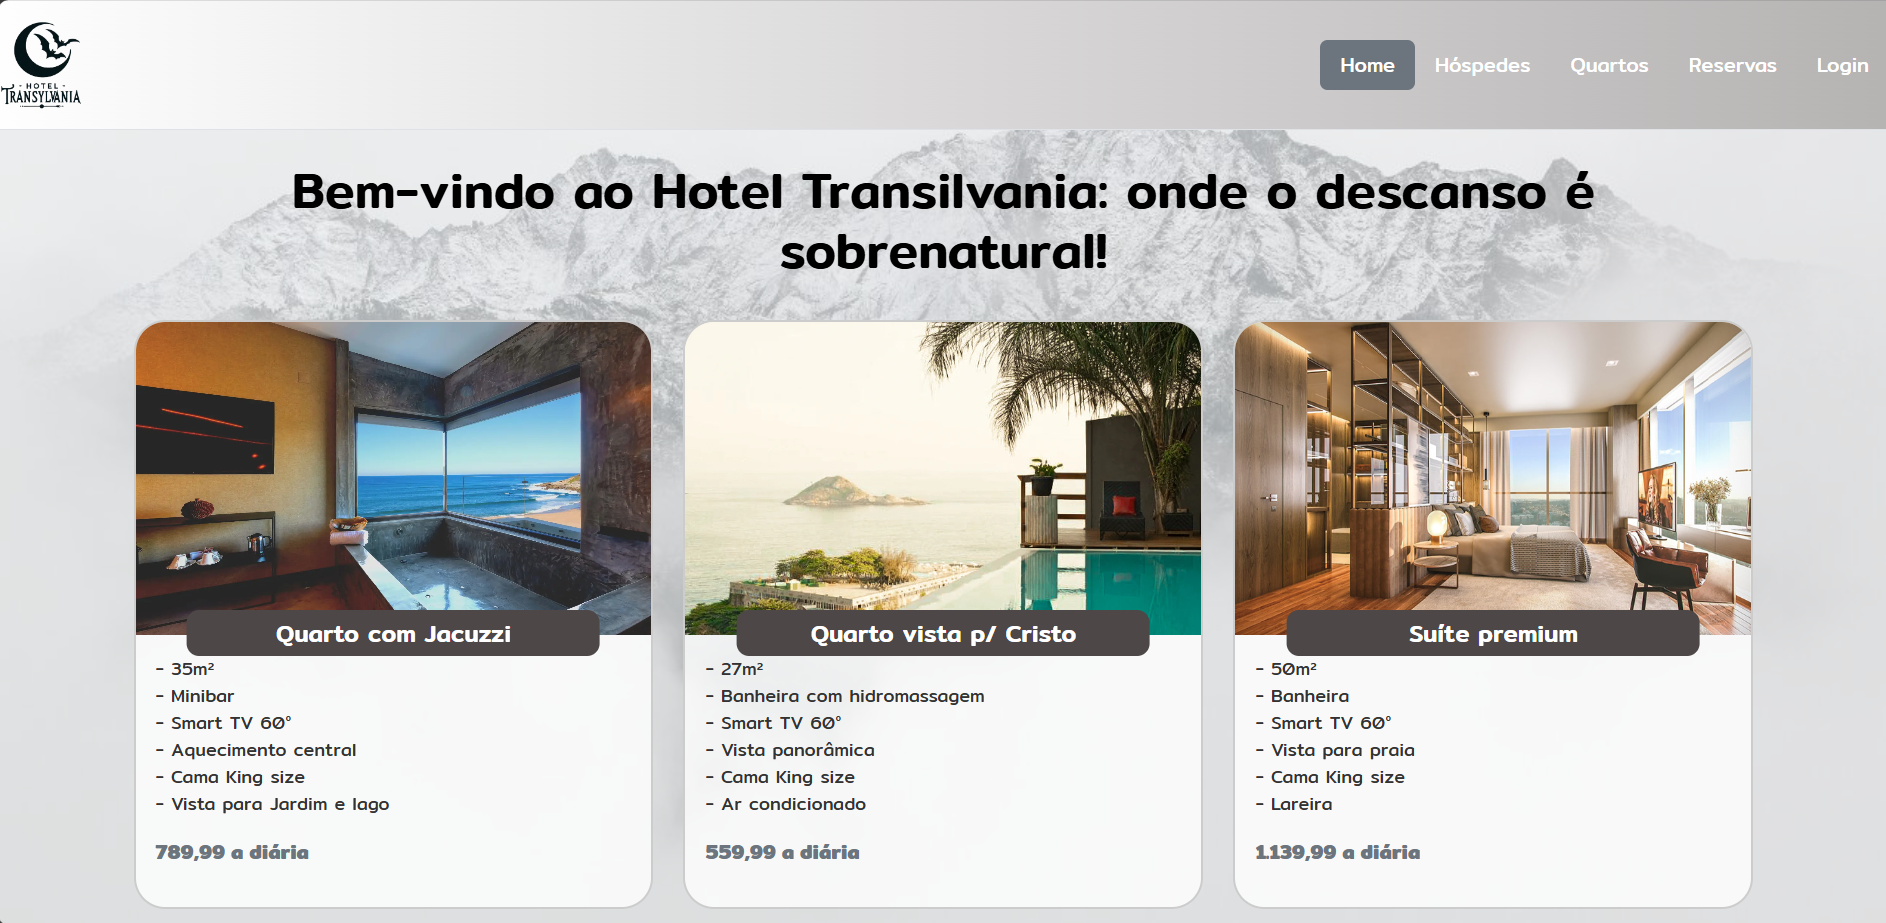 - HOTEL -
TRANSYLVANIA
Home
Hóspedes
Quartos
Reservas
Login
Bem-vindo ao Hotel Transilvania: onde o descanso é
sobrenatural!
Quarto com Jacuzzi
- 35m²
- Minibar
- Smart TV 60°
- Aquecimento central
- Cama King size
- Vista para Jardim e lago
789,99 a diária
Quarto vista p/ Cristo
- 27m²
- Banheira com hidromassagem
- Smart TV 60°
- Vista panorâmica
- Cama King size
- Ar condicionado
559,99 a diária
Suíte premium
- 50m²
- Banheira
- Smart TV 60°
- Vista para praia
- Cama King size
- Lareira
1.139,99 a diária